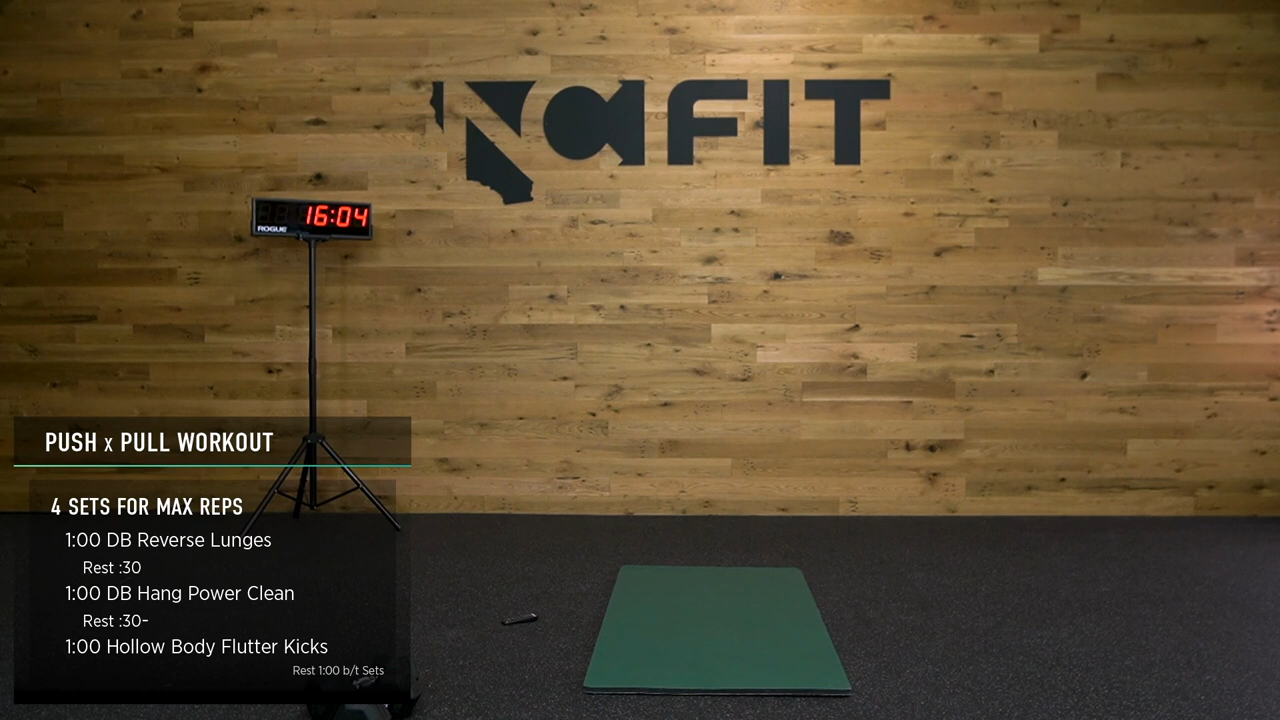 NCFIT
16:04
ROGUE
PUSH x PULL WORKOUT
4 SETS FOR MAX REPS
1:00 DB Reverse Lunges
Rest :30
1:00 DB Hang Power Clean
Rest :30-
1:00 Hollow Body Flutter Kicks
Rest 1:00 b/t Sets